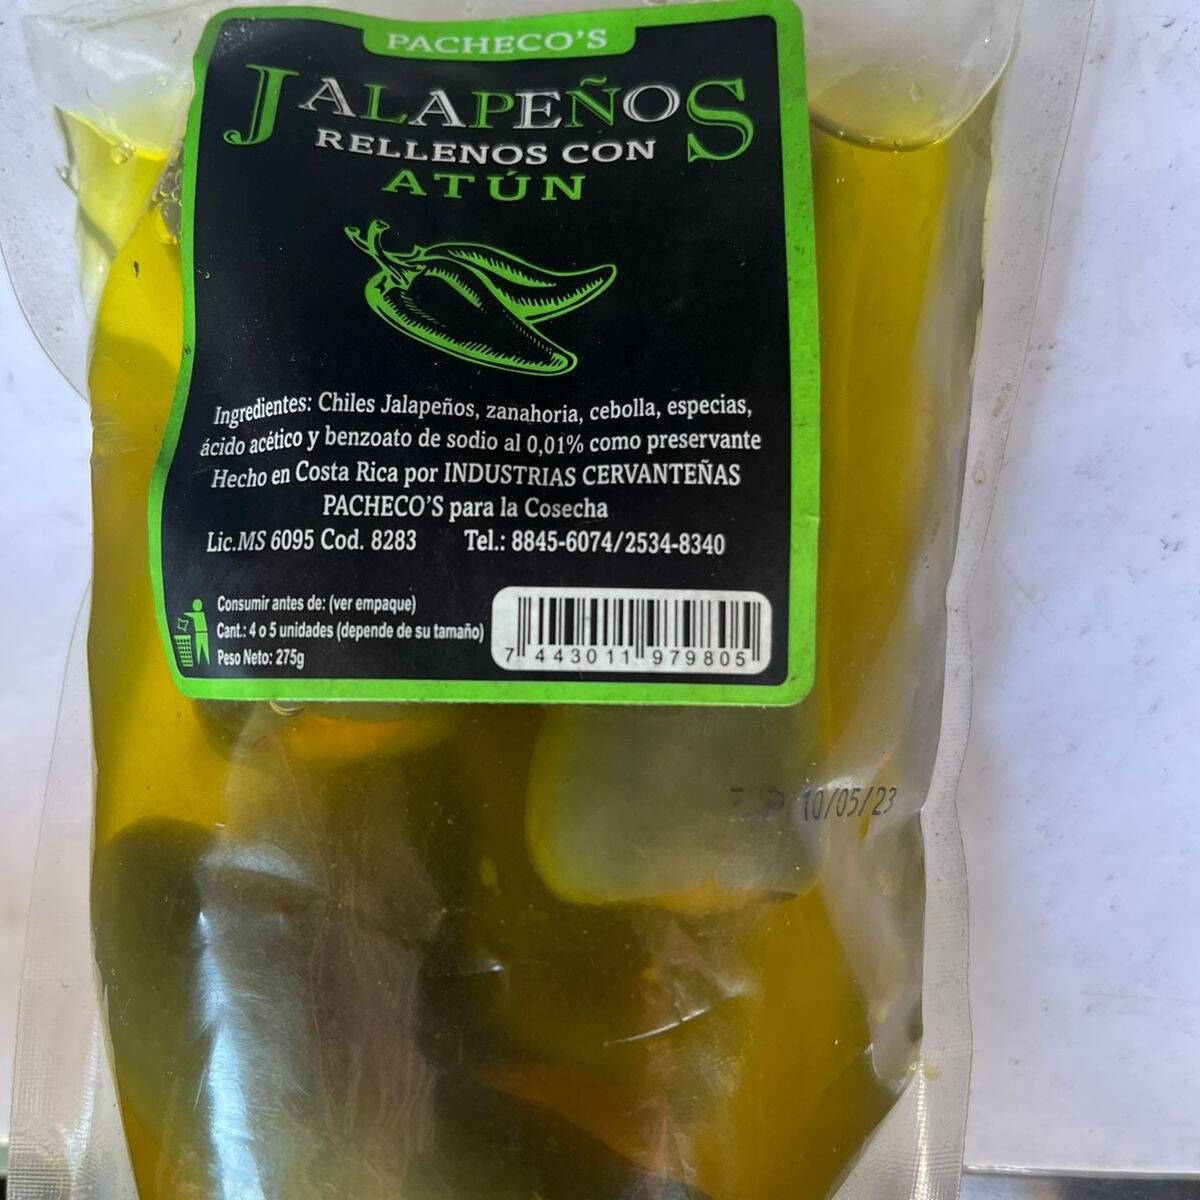 PACHECO'S
JALAPEÑOS
RELLENOS CON
ATÚN
Ingredientes: Chiles Jalapeños, zanahoria, cebolla, especias,
ácido acético y benzoato de sodio al 0,01% como preservante
Hecho en Costa Rica por INDUSTRIAS CERVANTEÑAS
PACHECO'S para la Cosecha
Lic.MS 6095 Cod. 8283 Tel.: 8845-6074/2534-8340
Consumir antes de: (ver empaque)
Cant.: 4 o 5 unidades (depende de su tamaño)
Peso Neto: 275g
7 443011 979805
10/05/23